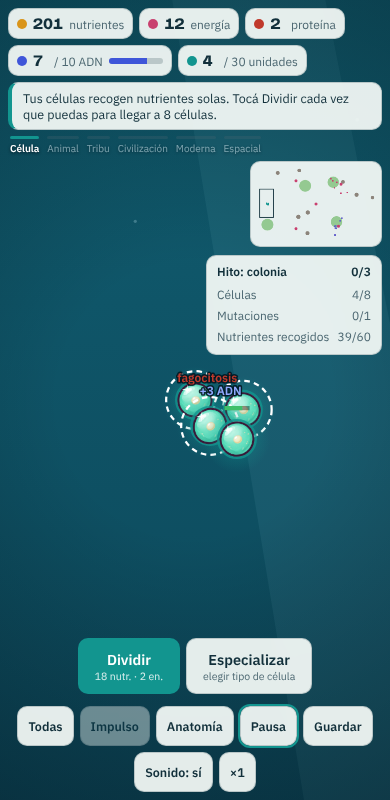 201 nutrientes
12 energía
2 proteína
7 / 10 ADN
4 / 30 unidades
Tus células recogen nutrientes solas. Tocá Dividir cada vez
que puedas para llegar a 8 células.
Célula Animal Tribu Civilización Moderna Espacial
Hito: colonia 0/3
Células 4/8
Mutaciones 0/1
Nutrientes recogidos 39/60
fagocitosis
+3 ADN
Dividir
18 nutr. · 2 en.
Especializar
elegir tipo de célula
Todas Impulso Anatomía Pausa Guardar
Sonido: sí ×1